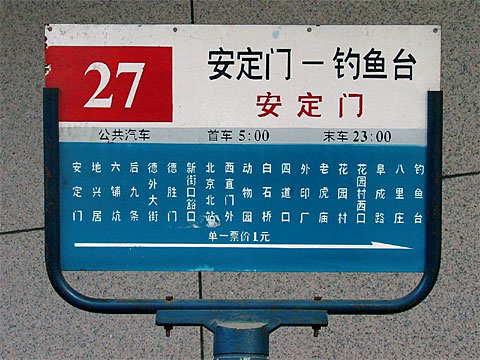 27
安定门－钓鱼台
安定门
公共汽车 首车 5:00 末车 23:00
安定门
地兴居
六铺炕
后九条
德外大街
德胜门
新街口豁口
北京北站
西直门外
动物园
白石桥
四道口
外印厂
老虎庙
花园村
花园村西口
阜成路
八里庄
钓鱼台
单一票价1元